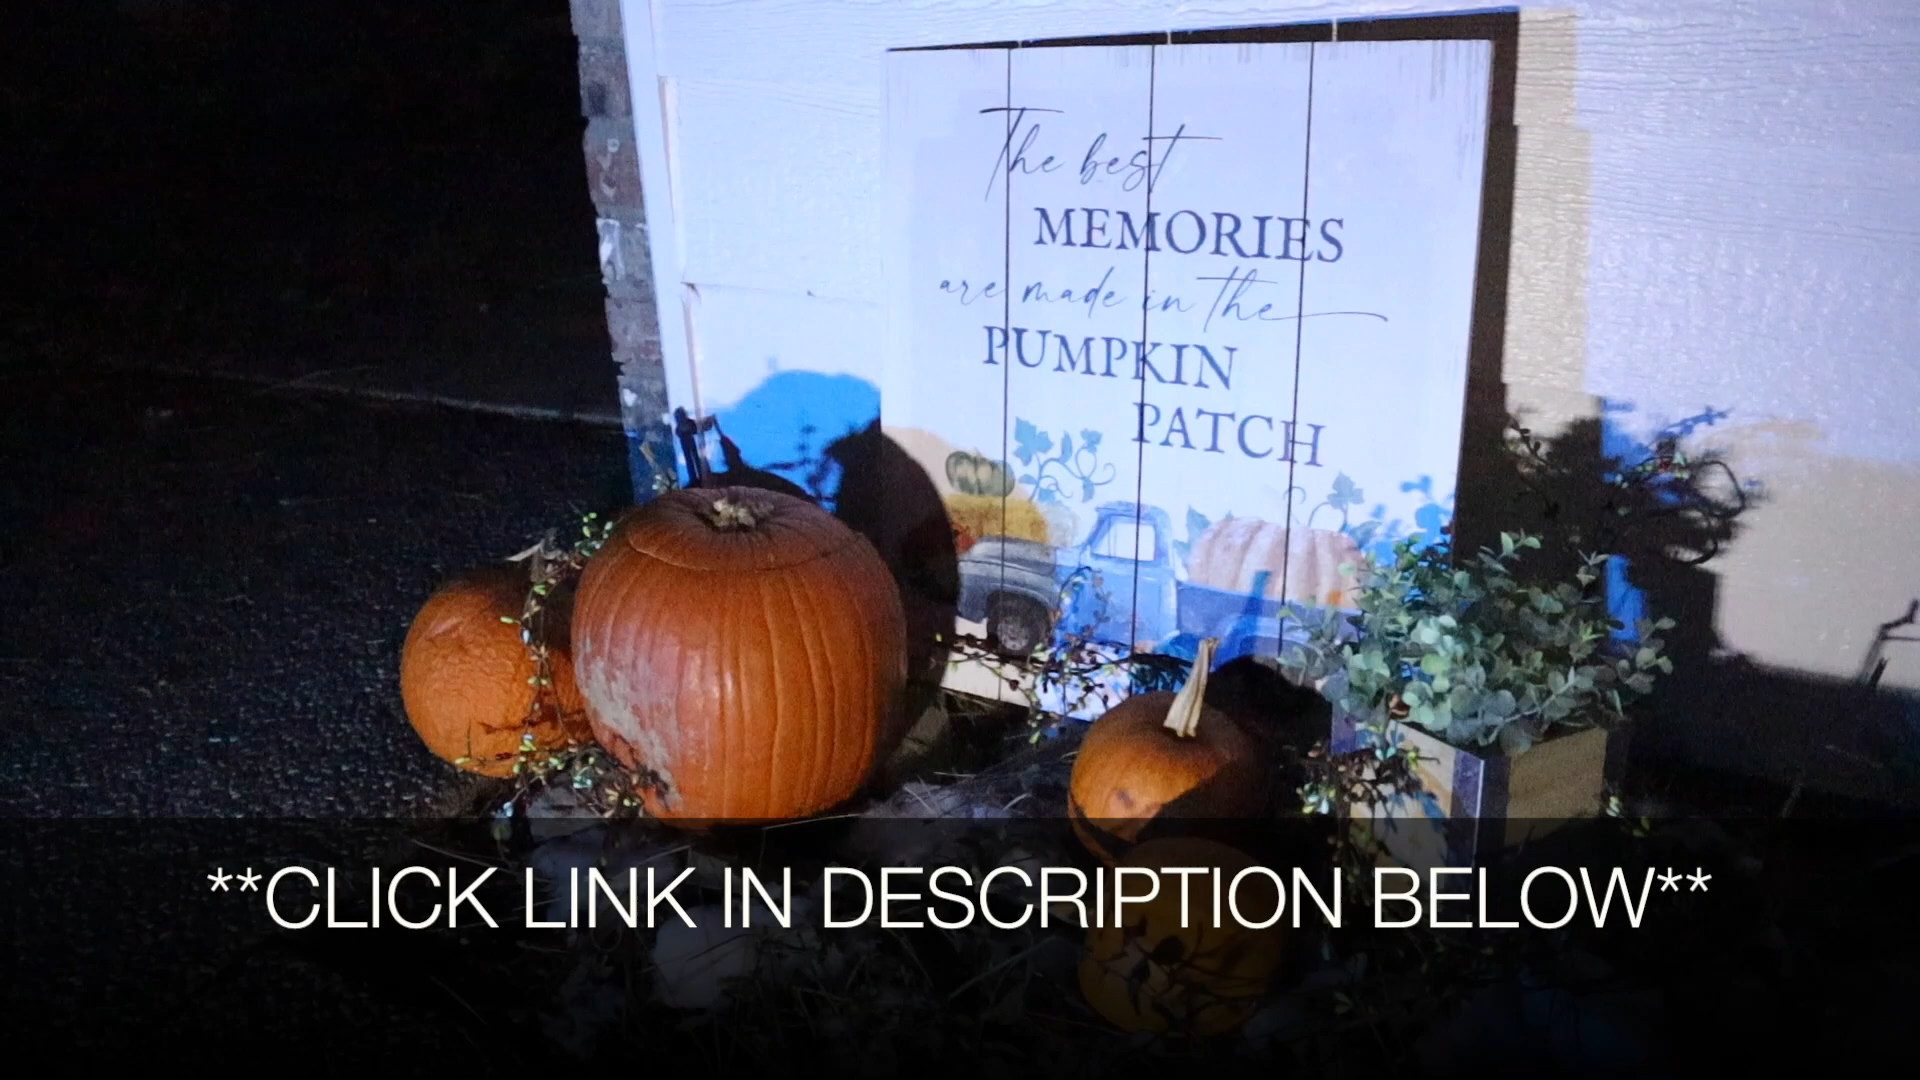 The best
MEMORIES
are made in the
PUMPKIN
PATCH
**CLICK LINK IN DESCRIPTION BELOW**